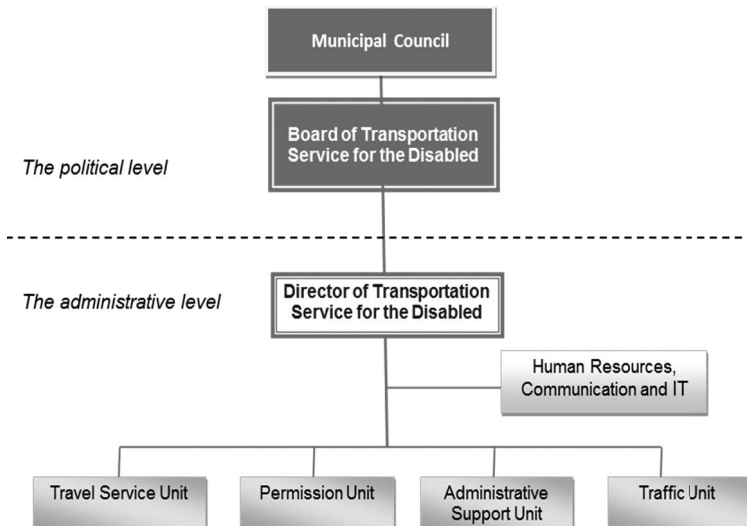 Municipal Council
Board of Transportation
Service for the Disabled
The political level
The administrative level
Director of Transportation
Service for the Disabled
Human Resources,
Communication and IT
Travel Service Unit
Permission Unit
Administrative
Support Unit
Traffic Unit